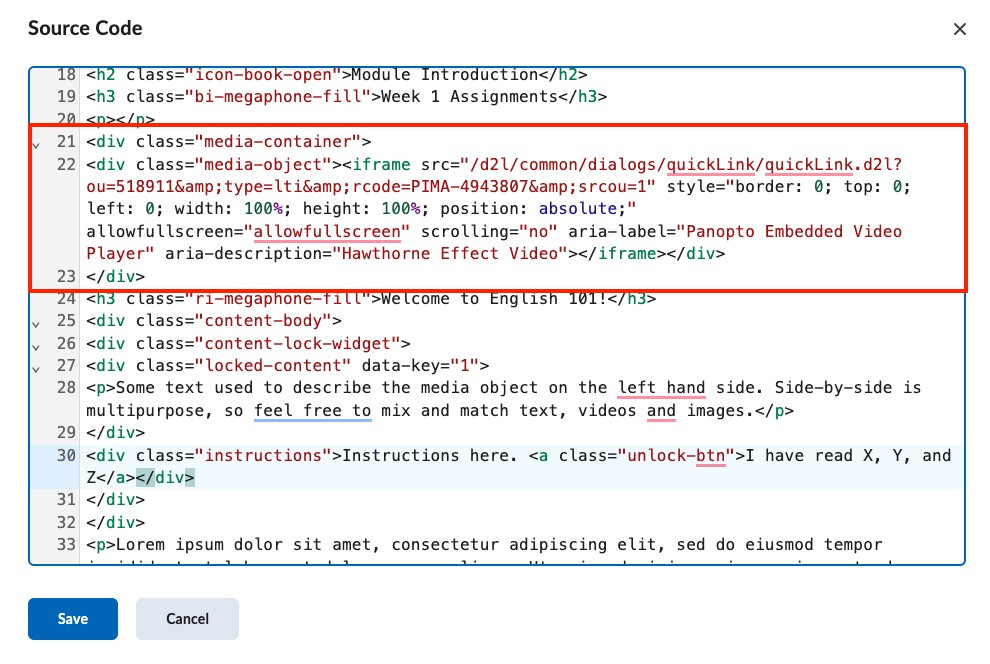 Source Code
18 <h2 class="icon-book-open">Module Introduction</h2>
19 <h3 class="bi-megaphone-fill">Week 1 Assignments</h3>
20 <p></p>
21 <div class="media-container">
22 <div class="media-object"><iframe src="/d2l/common/dialogs/quickLink/quickLink.d2l?
ou=518911&amp;type=lti&amp;rcode=PIMA-4943807&amp;srcou=1" style="border: 0; top: 0;
left: 0; width: 100%; height: 100%; position: absolute;"
allowfullscreen="allowfullscreen" scrolling="no" aria-label="Panopto Embedded Video
Player" aria-description="Hawthorne Effect Video"></iframe></div>
23 </div>
24 <h3 class="ri-megaphone-fill">Welcome to English 101!</h3>
25 <div class="content-body">
26 <div class="content-lock-widget">
27 <div class="locked-content" data-key="1">
28 <p>Some text used to describe the media object on the left hand side. Side-by-side is
multipurpose, so feel free to mix and match text, videos and images.</p>
29 </div>
30 <div class="instructions">Instructions here. <a class="unlock-btn">I have read X, Y, and
Z</a></div>
31 </div>
32 </div>
33 <p>Lorem ipsum dolor sit amet, consectetur adipiscing elit, sed do eiusmod tempor
Save Cancel